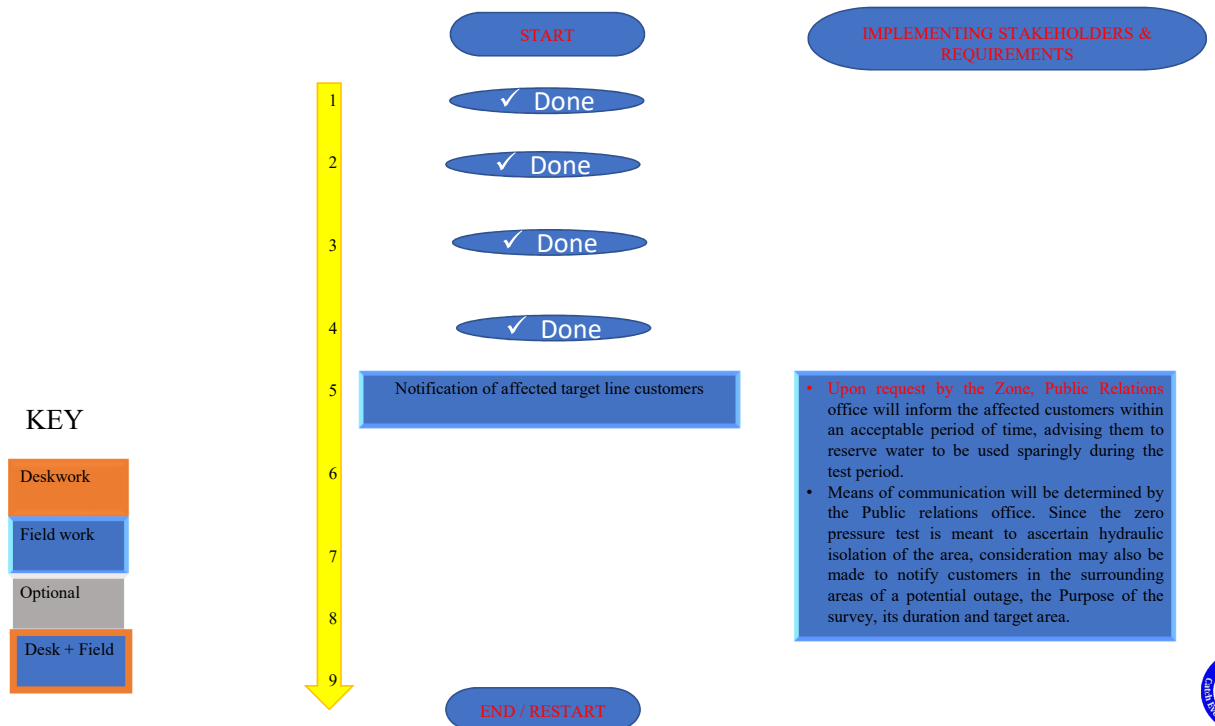 START
IMPLEMENTING STAKEHOLDERS &
REQUIREMENTS
1
✓ Done
2
✓ Done
3
✓ Done
4
✓ Done
5
Notification of affected target line customers
• Upon request by the Zone, Public Relations
office will inform the affected customers within
an acceptable period of time, advising them to
reserve water to be used sparingly during the
test period.
• Means of communication will be determined by
the Public relations office. Since the zero
pressure test is meant to ascertain hydraulic
isolation of the area, consideration may also be
made to notify customers in the surrounding
areas of a potential outage, the Purpose of the
survey, its duration and target area.
6
7
8
9
KEY
Deskwork
Field work
Optional
Desk + Field
END / RESTART